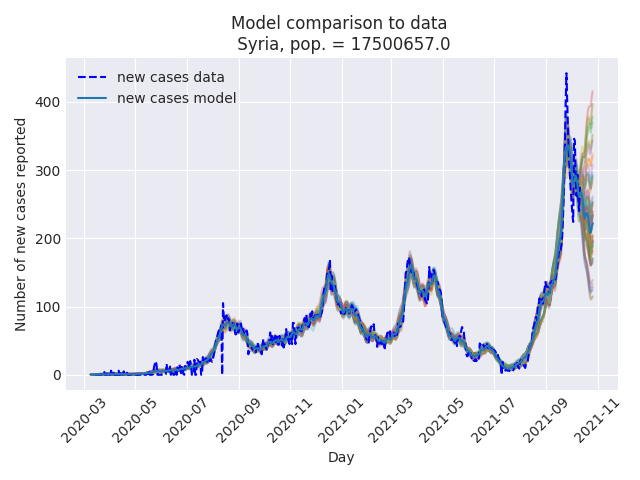 Model comparison to data
Syria, pop. = 17500657.0
new cases data
new cases model
Number of new cases reported
400
300
200
100
0
2020-03
2020-05
2020-07
2020-09
2020-11
2021-01
2021-03
2021-05
2021-07
2021-09
2021-11
Day